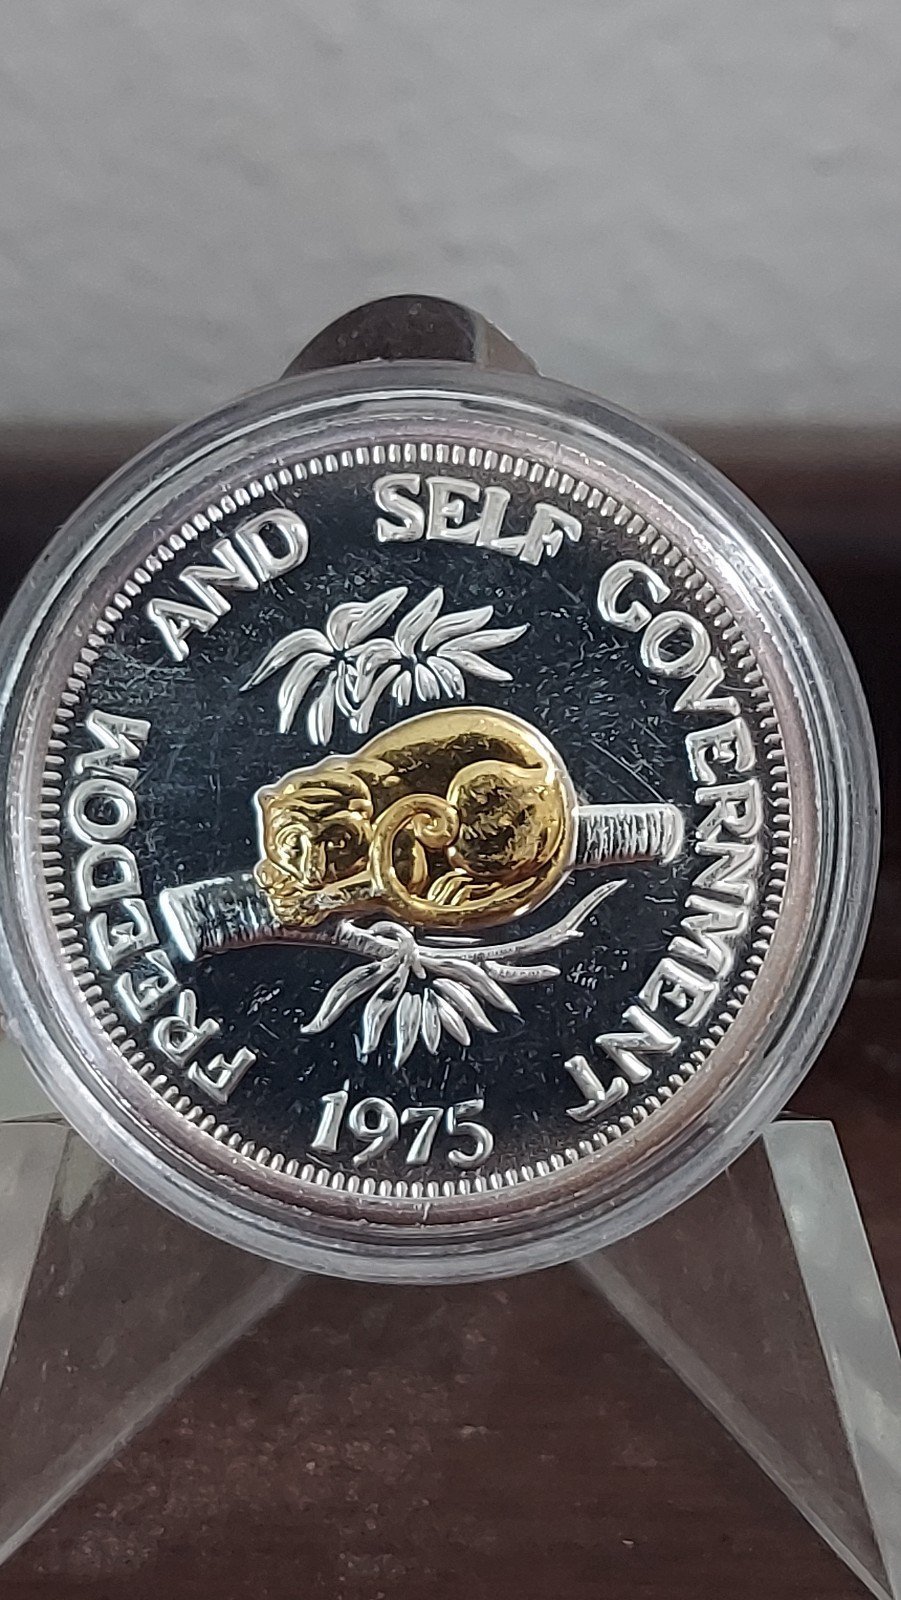 FREEDOM AND SELF GOVERNMENT
1975